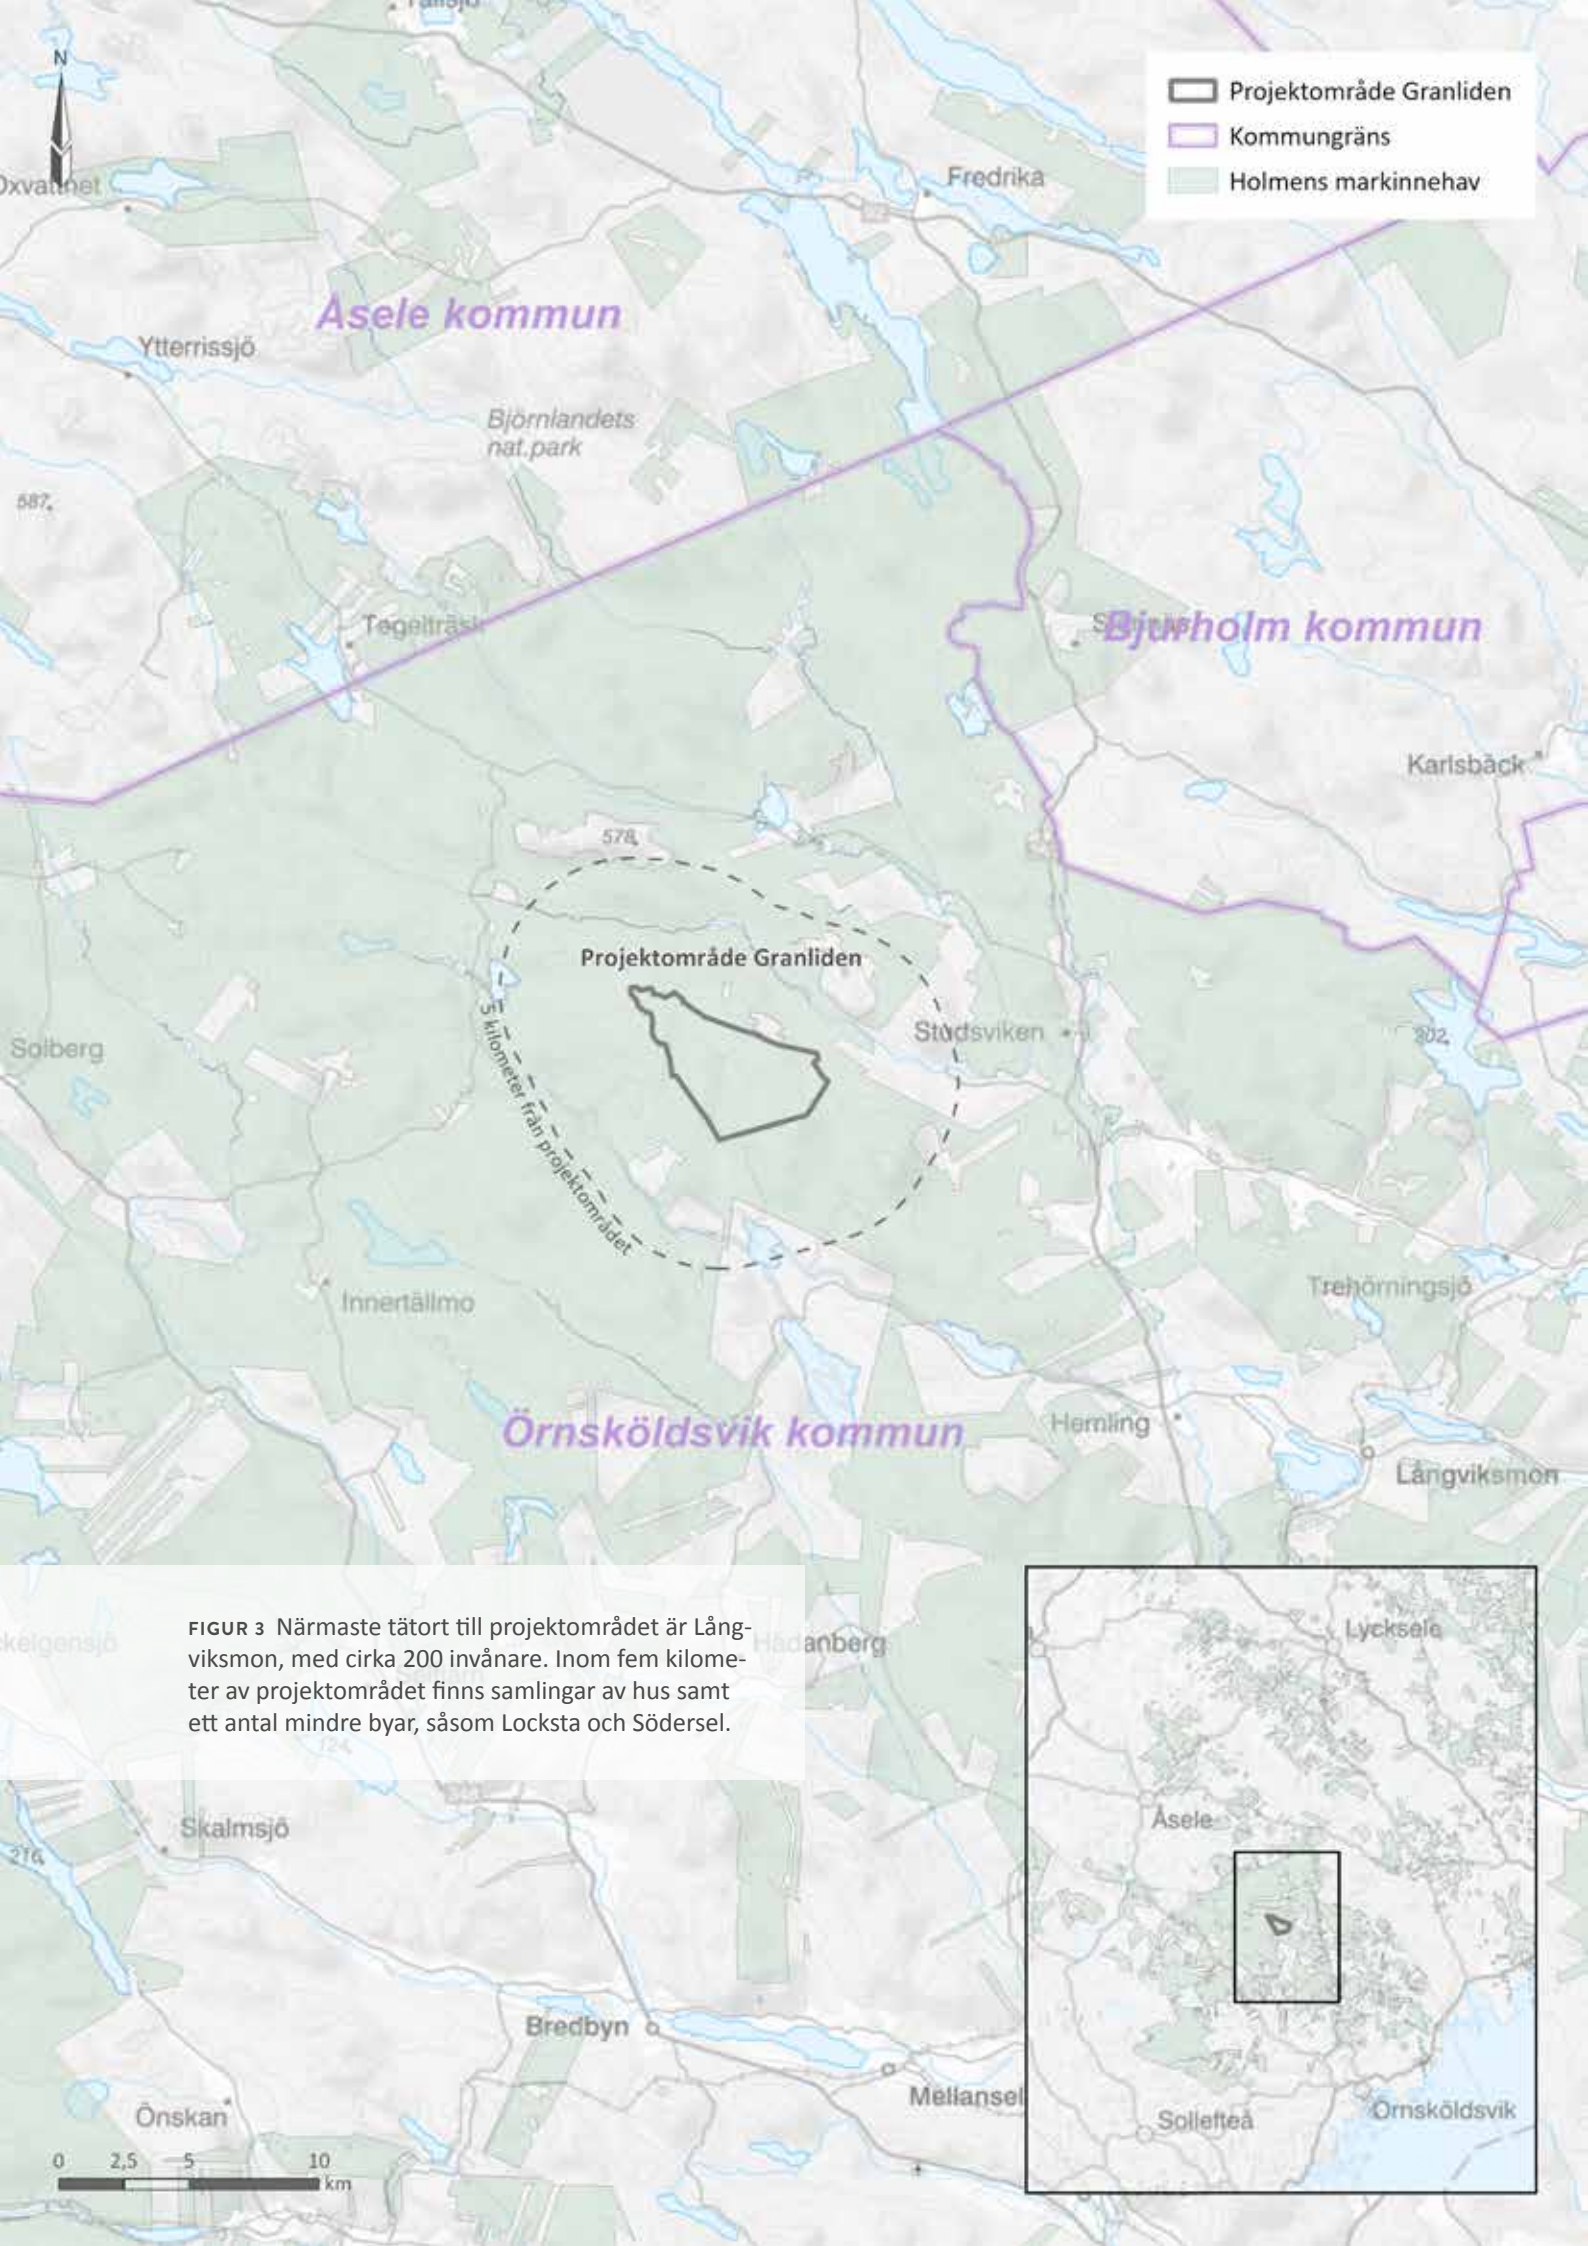 N
Projektområde Granliden
Kommungräns
Holmens markinnehav
Fredrika
Åsele kommun
Ytterrissjö
Björnlandets
nat.park
587
Tegelträsk
Bjurholm kommun
Karlsbäck
578
Projektområde Granliden
5 kilometer från projektområdet
Studsviken
302
Solberg
Innertällmo
Trehörningsjö
Örnsköldsvik kommun
Hemling
Långviksmon
FIGUR 3 Närmaste tätort till projektområdet är Lång-
viksmon, med cirka 200 invånare. Inom fem kilome-
ter av projektområdet finns samlingar av hus samt
ett antal mindre byar, såsom Locksta och Södersel.
Hädanberg
Skalmsjö
216
Bredbyn
Mellansel
Önskan
0 2,5 5 10
km
Lycksele
Åsele
Sollefteå
Örnsköldsvik